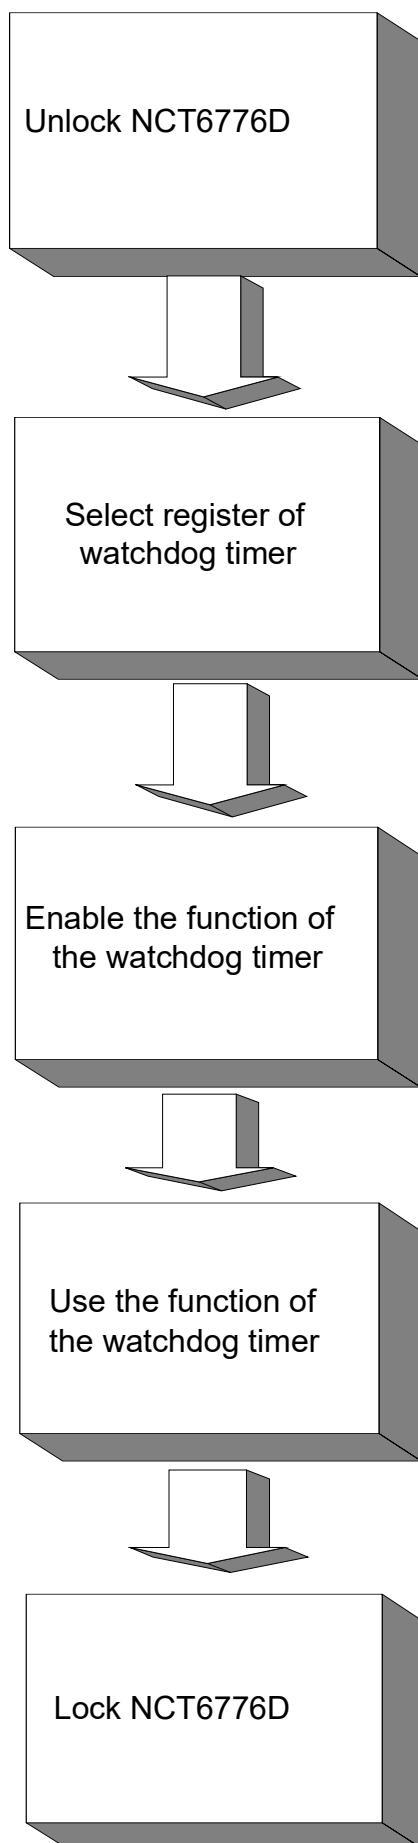 Unlock NCT6776D
Select register of
watchdog timer
Enable the function of
the watchdog timer
Use the function of
the watchdog timer
Lock NCT6776D